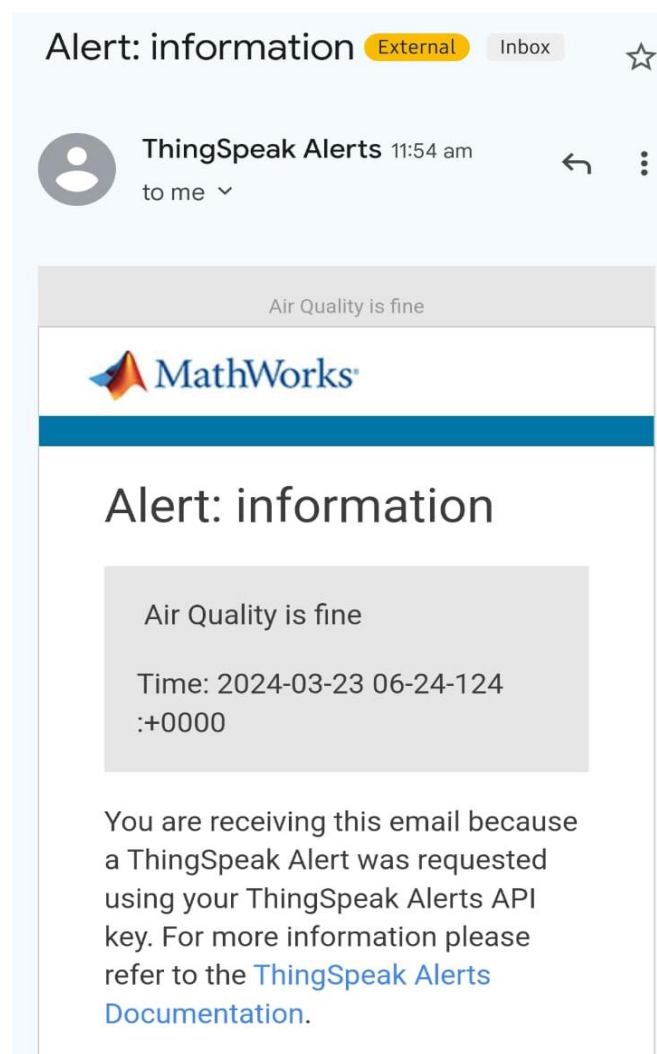 Alert: information External Inbox
ThingSpeak Alerts 11:54 am
to me
Air Quality is fine
MathWorks®
Alert: information
Air Quality is fine
Time: 2024-03-23 06-24-124
:+0000
You are receiving this email because
a ThingSpeak Alert was requested
using your ThingSpeak Alerts API
key. For more information please
refer to the ThingSpeak Alerts
Documentation.